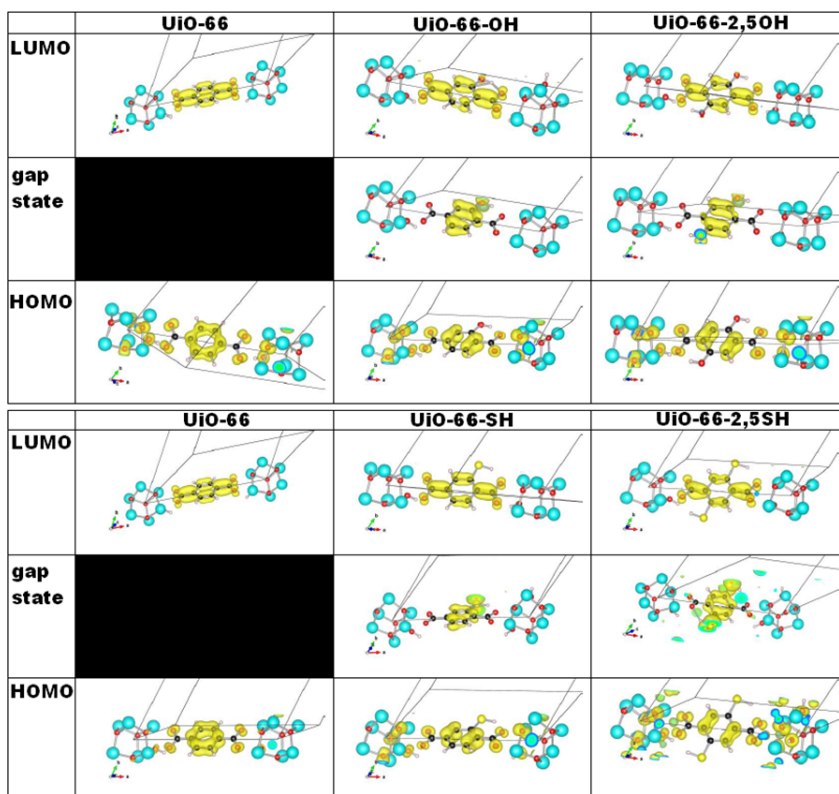 UiO-66 UiO-66-OH UiO-66-2,5OH
LUMO
gap
state
HOMO
UiO-66 UiO-66-SH UiO-66-2,5SH
LUMO
gap
state
HOMO